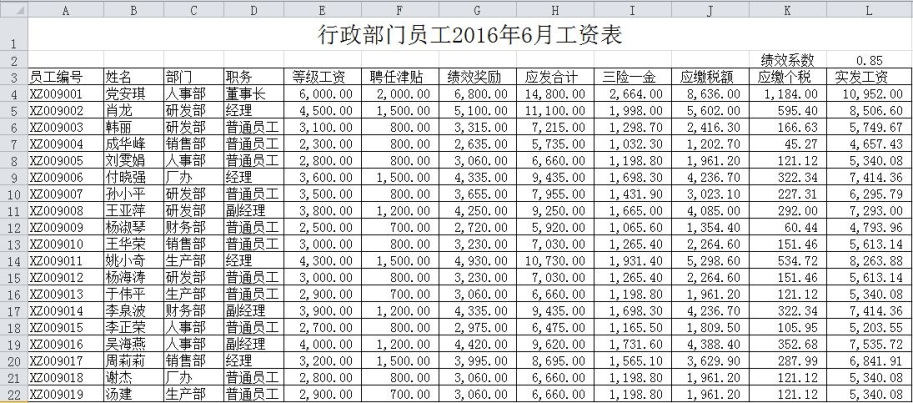 A B C D E F G H I J K L
1 行政部门员工2016年6月工资表
2 绩效系数 0.85
3 员工编号 姓名 部门 职务 等级工资 聘任津贴 绩效奖励 应发合计 三险一金 应缴税额 应缴个税 实发工资
4 XZ009001 党安琪 人事部 董事长 6,000.00 2,000.00 6,800.00 14,800.00 2,664.00 8,636.00 1,184.00 10,952.00
5 XZ009002 肖龙 研发部 经理 4,500.00 1,500.00 5,100.00 11,100.00 1,998.00 5,602.00 595.40 8,506.60
6 XZ009003 韩丽 研发部 普通员工 3,100.00 800.00 3,315.00 7,215.00 1,298.70 2,416.30 166.63 5,749.67
7 XZ009004 成华峰 销售部 普通员工 2,300.00 800.00 2,635.00 5,735.00 1,032.30 1,202.70 45.27 4,657.43
8 XZ009005 刘雯娟 人事部 普通员工 2,800.00 800.00 3,060.00 6,660.00 1,198.80 1,961.20 121.12 5,340.08
9 XZ009006 付晓强 厂办 经理 3,600.00 1,500.00 4,335.00 9,435.00 1,698.30 4,236.70 322.34 7,414.36
10 XZ009007 孙小平 研发部 普通员工 3,500.00 800.00 3,655.00 7,955.00 1,431.90 3,023.10 227.31 6,295.79
11 XZ009008 王亚萍 研发部 副经理 3,800.00 1,200.00 4,250.00 9,250.00 1,665.00 4,085.00 292.00 7,293.00
12 XZ009009 杨淑琴 财务部 普通员工 2,500.00 700.00 2,720.00 5,920.00 1,065.60 1,354.40 60.44 4,793.96
13 XZ009010 王华荣 销售部 普通员工 3,000.00 800.00 3,230.00 7,030.00 1,265.40 2,264.60 151.46 5,613.14
14 XZ009011 姚小奇 生产部 经理 4,300.00 1,500.00 4,930.00 10,730.00 1,931.40 5,298.60 534.72 8,263.88
15 XZ009012 杨海涛 研发部 普通员工 3,000.00 800.00 3,230.00 7,030.00 1,265.40 2,264.60 151.46 5,613.14
16 XZ009013 于伟平 生产部 普通员工 2,900.00 700.00 3,060.00 6,660.00 1,198.80 1,961.20 121.12 5,340.08
17 XZ009014 李泉波 财务部 副经理 3,900.00 1,200.00 4,335.00 9,435.00 1,698.30 4,236.70 322.34 7,414.36
18 XZ009015 李正荣 人事部 普通员工 2,700.00 800.00 2,975.00 6,475.00 1,165.50 1,809.50 105.95 5,203.55
19 XZ009016 吴海燕 人事部 副经理 4,000.00 1,200.00 4,420.00 9,620.00 1,731.60 4,388.40 352.68 7,535.72
20 XZ009017 周莉莉 销售部 经理 3,200.00 1,500.00 3,995.00 8,695.00 1,565.10 3,629.90 287.99 6,841.91
21 XZ009018 谢杰 厂办 普通员工 2,800.00 800.00 3,060.00 6,660.00 1,198.80 1,961.20 121.12 5,340.08
22 XZ009019 汤建 生产部 普通员工 2,900.00 700.00 3,060.00 6,660.00 1,198.80 1,961.20 121.12 5,340.08